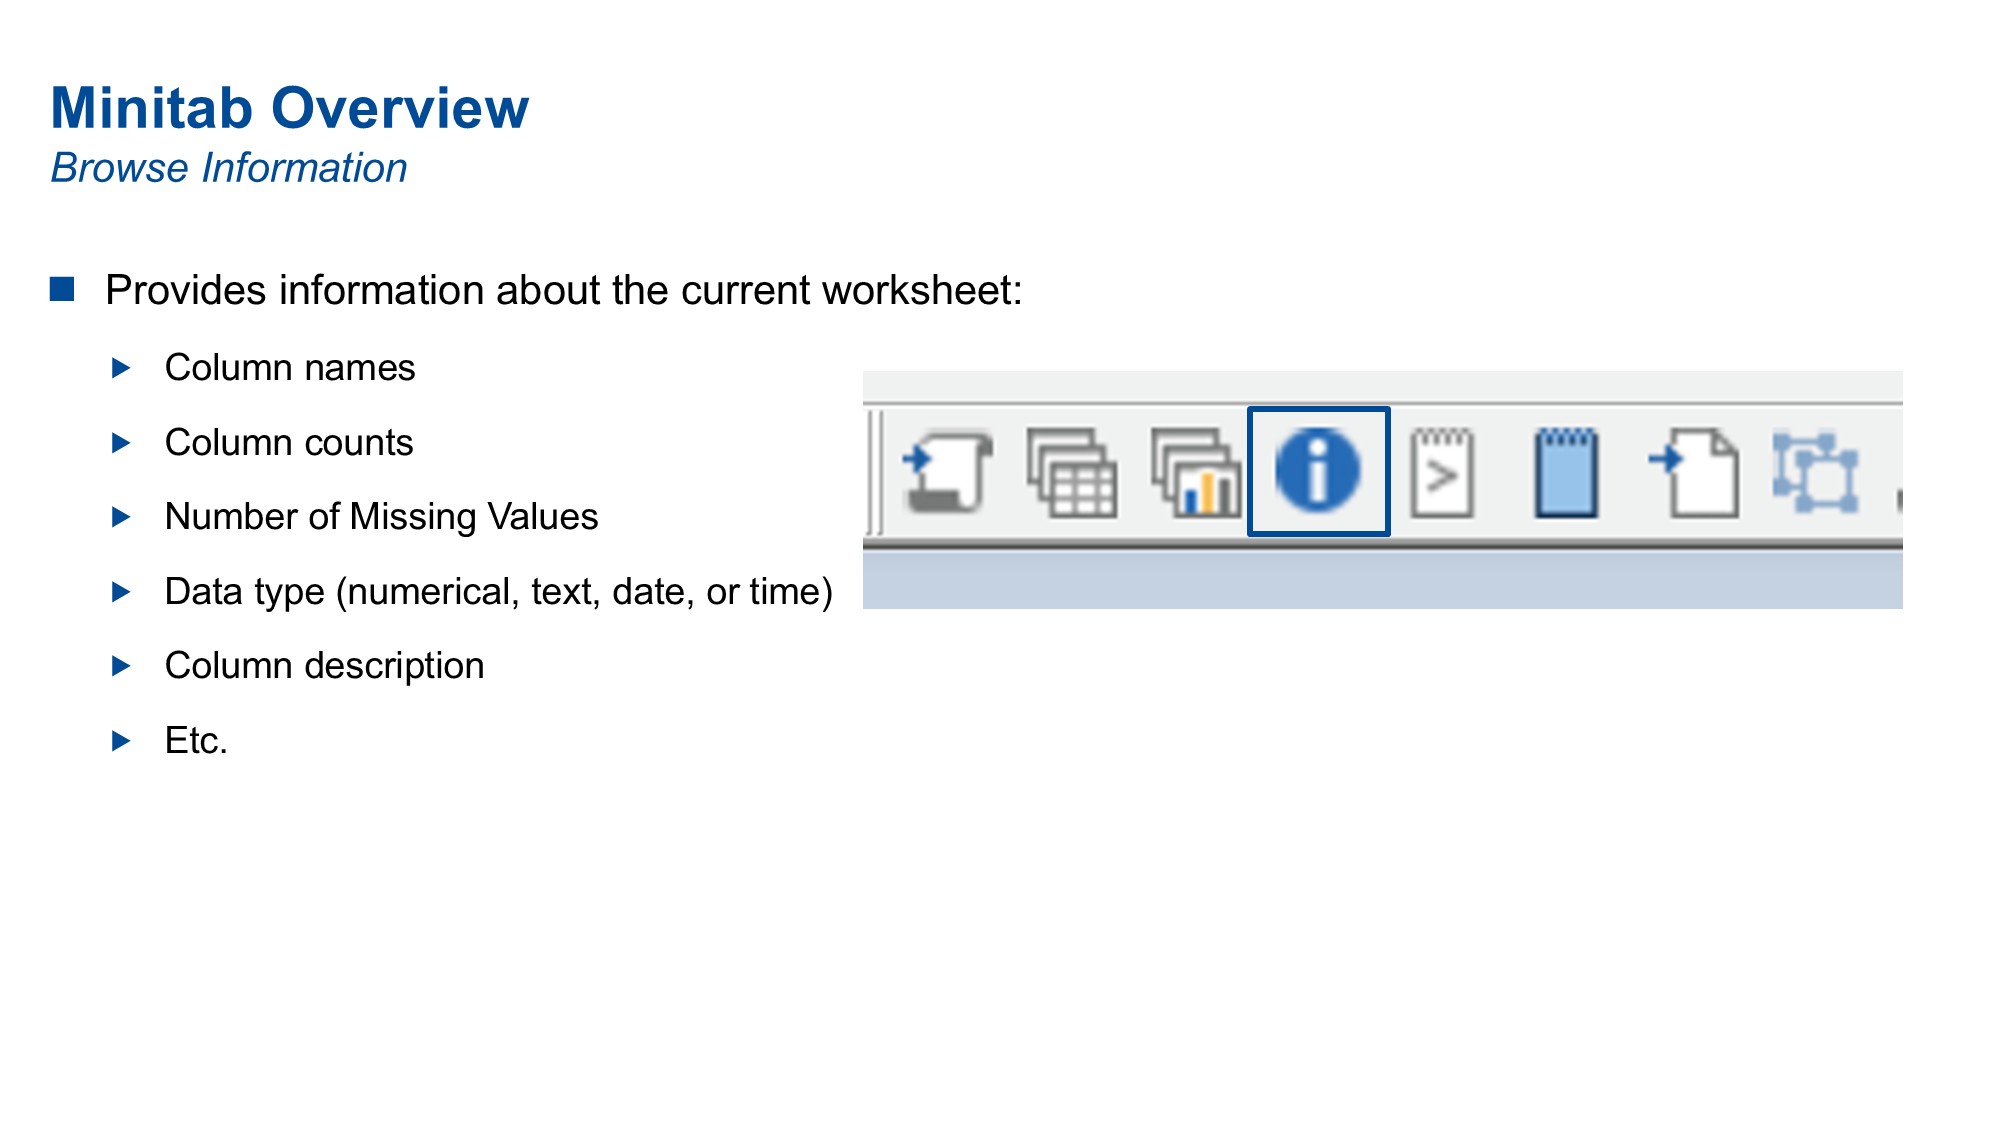 Minitab Overview
Browse Information
Provides information about the current worksheet:
Column names
Column counts
Number of Missing Values
Data type (numerical, text, date, or time)
Column description
Etc.